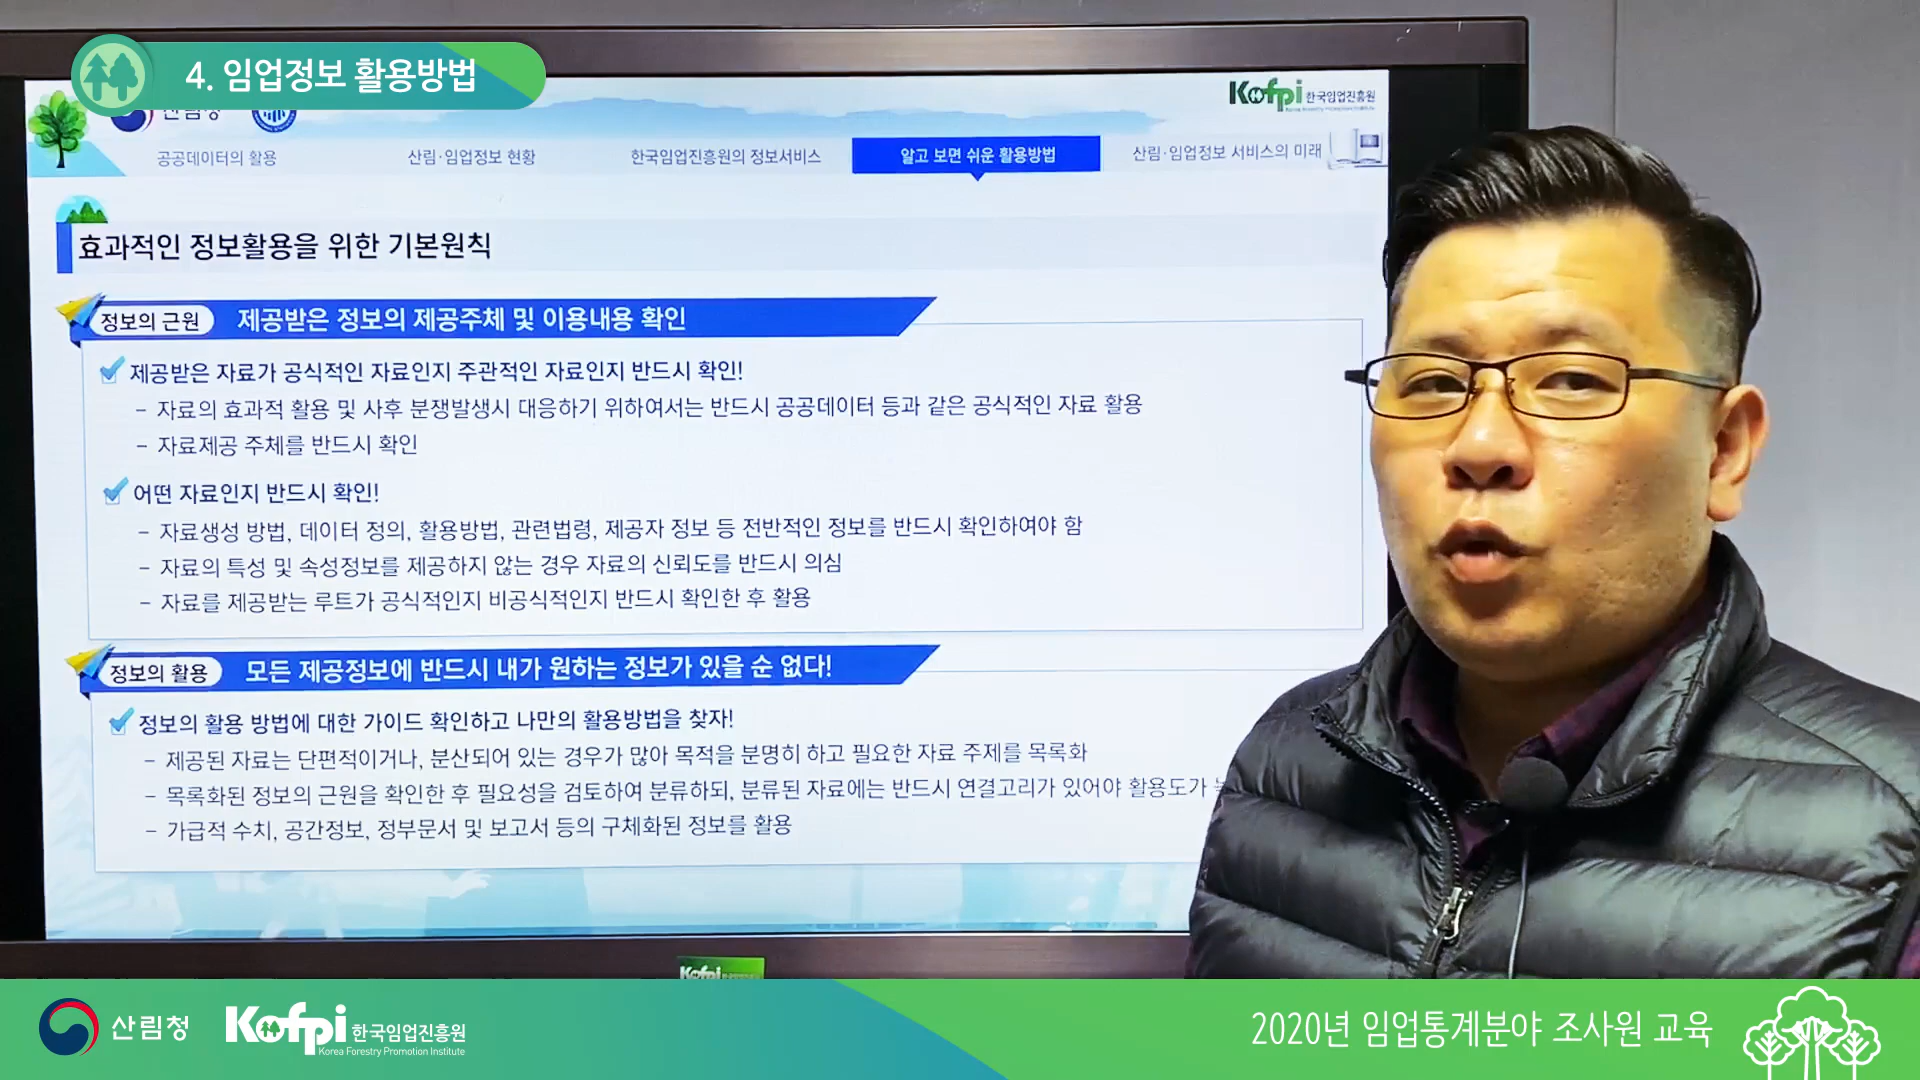 4. 임업정보 활용방법
산림청
Kofpi 한국임업진흥원
공공데이터의 활용
산림·임업정보 현황
한국임업진흥원의 정보서비스
알고 보면 쉬운 활용방법
산림·임업정보 서비스의 미래
효과적인 정보활용을 위한 기본원칙
정보의 근원 제공받은 정보의 제공주체 및 이용내용 확인
제공받은 자료가 공식적인 자료인지 주관적인 자료인지 반드시 확인!
- 자료의 효과적 활용 및 사후 분쟁발생시 대응하기 위하여서는 반드시 공공데이터 등과 같은 공식적인 자료 활용
- 자료제공 주체를 반드시 확인
어떤 자료인지 반드시 확인!
- 자료생성 방법, 데이터 정의, 활용방법, 관련법령, 제공자 정보 등 전반적인 정보를 반드시 확인하여야 함
- 자료의 특성 및 속성정보를 제공하지 않는 경우 자료의 신뢰도를 반드시 의심
- 자료를 제공받는 루트가 공식적인지 비공식적인지 반드시 확인한 후 활용
정보의 활용 모든 제공정보에 반드시 내가 원하는 정보가 있을 순 없다!
정보의 활용 방법에 대한 가이드 확인하고 나만의 활용방법을 찾자!
- 제공된 자료는 단편적이거나, 분산되어 있는 경우가 많아 목적을 분명히 하고 필요한 자료 주제를 목록화
- 목록화된 정보의 근원을 확인한 후 필요성을 검토하여 분류하되, 분류된 자료에는 반드시 연결고리가 있어야 활용도가
- 가급적 수치, 공간정보, 정부문서 및 보고서 등의 구체화된 정보를 활용
Kofpi
산림청
Kofpi 한국임업진흥원
Korea Forestry Promotion Institute
2020년 임업통계분야 조사원 교육